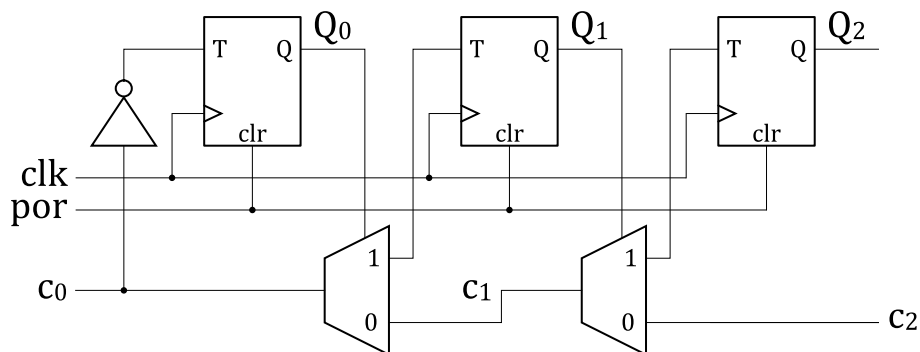 Q₀ Q₁ Q₂
T Q T Q T Q
clr clr clr
clk
por
1 1
c₀ c₁
0 0 c₂